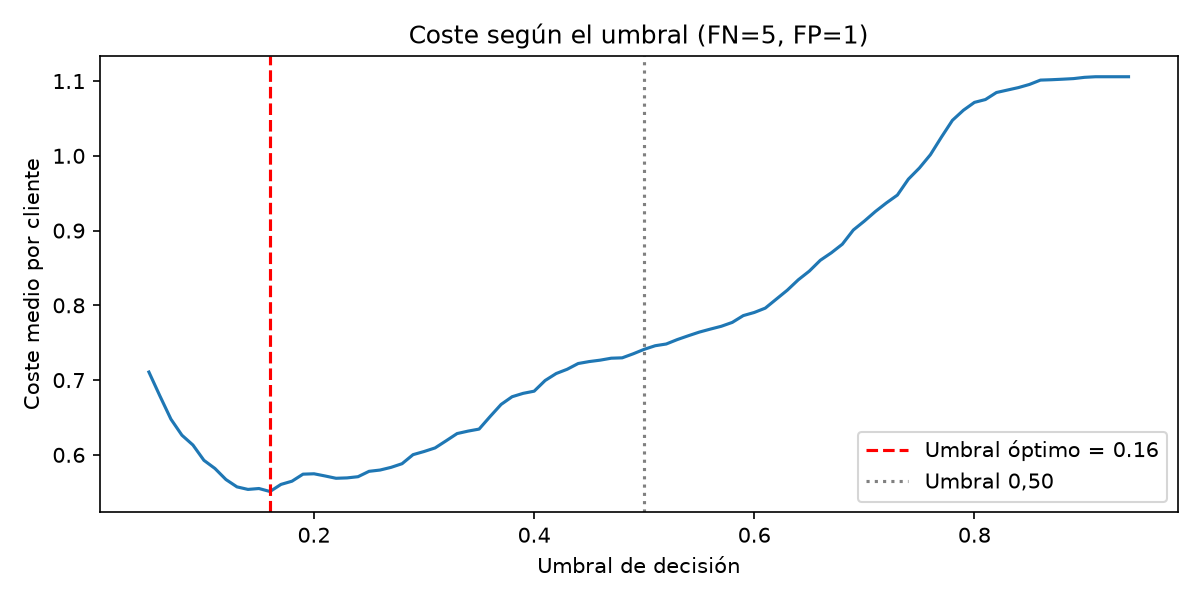 Coste según el umbral (FN=5, FP=1)
Coste medio por cliente
1.1
1.0
0.9
0.8
0.7
0.6
0.2
0.4
0.6
0.8
Umbral de decisión
Umbral óptimo = 0.16
Umbral 0,50